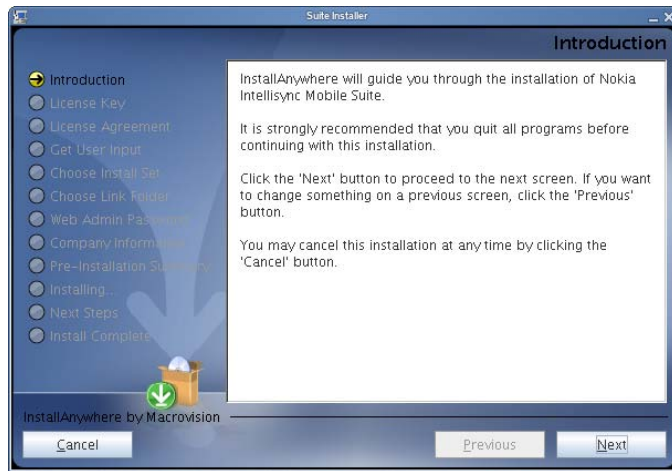 Suite Installer
Introduction
Introduction
License Key
License Agreement
Get User Input
Choose Install Set
Choose Link Folder
Web Admin Password
Company Information
Pre-Installation Summary
Installing...
Next Steps
Install Complete
InstallAnywhere will guide you through the installation of Nokia
Intellisync Mobile Suite.
It is strongly recommended that you quit all programs before
continuing with this installation.
Click the 'Next' button to proceed to the next screen. If you want
to change something on a previous screen, click the 'Previous'
button.
You may cancel this installation at any time by clicking the
'Cancel' button.
InstallAnywhere by Macrovision
Cancel
Previous
Next